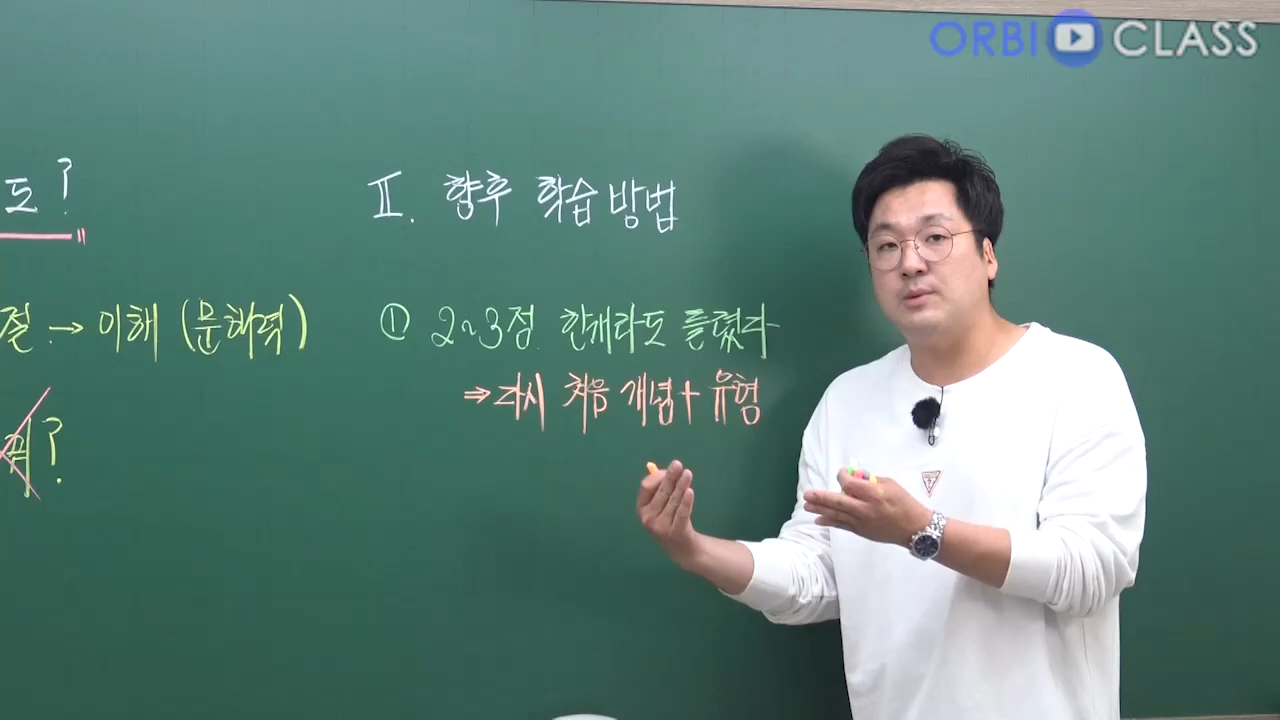 ORBI CLASS
도?
Ⅱ. 향후 학습방법
절. → 이해 (문해력)
① 2~3점 한개라도 틀렸다
⇒ 다시 처음 개념 + 유형
?